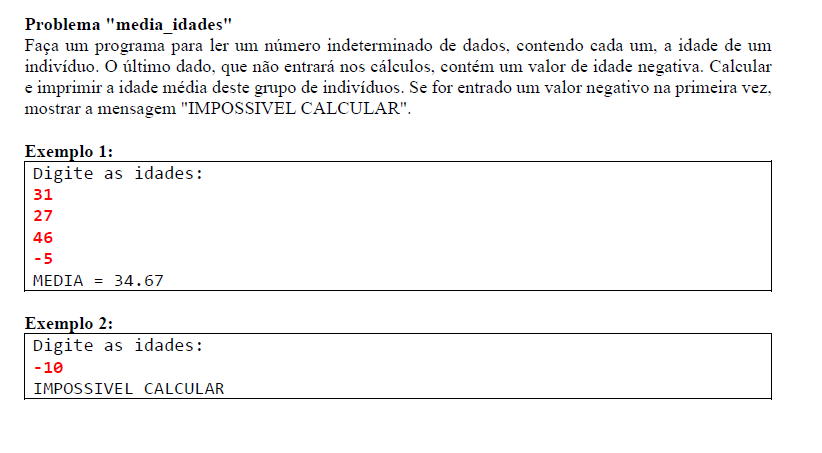 Problema "media_idades"
Faça um programa para ler um número indeterminado de dados, contendo cada um, a idade de um
indivíduo. O último dado, que não entrará nos cálculos, contém um valor de idade negativa. Calcular
e imprimir a idade média deste grupo de indivíduos. Se for entrado um valor negativo na primeira vez,
mostrar a mensagem "IMPOSSIVEL CALCULAR".
Exemplo 1:
Digite as idades:
31
27
46
-5
MEDIA = 34.67
Exemplo 2:
Digite as idades:
-10
IMPOSSIVEL CALCULAR